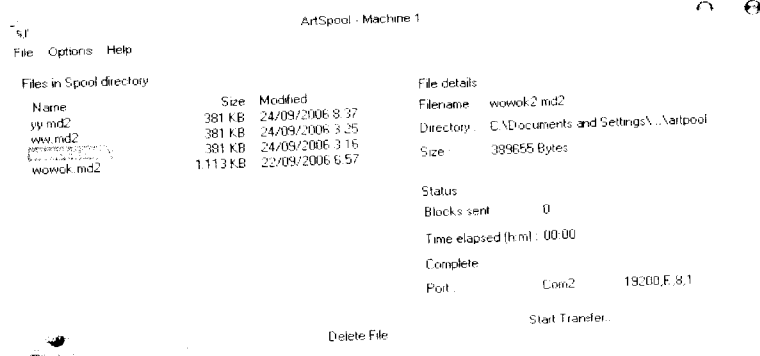 ArtSpool - Machine 1
File Options Help
Files in Spool directory
Name Size Modified
yy.md2 381 KB 24/09/2006 8:37
ww.md2 381 KB 24/09/2006 3:25
381 KB 24/09/2006 3:16
wowok.md2 1.113 KB 22/09/2006 6:57
File details
Filename wowok2.md2
Directory : C:\Documents and Settings\...\artpool
Size : 389655 Bytes
Status
Blocks sent 0
Time elapsed (h:m) : 00:00
Complete
Port : Com2 19200,E,8,1
Start Transfer..
Delete File